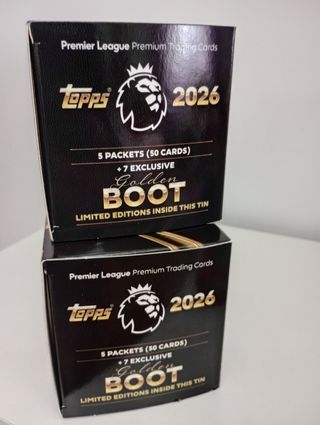 Premier League Premium Trading Cards
Topps 2026
5 PACKETS (50 CARDS)
+ 7 EXCLUSIVE
Golden
BOOT
LIMITED EDITIONS INSIDE THIS TIN
Premier League Premium Trading Cards
Topps 2026
5 PACKETS (50 CARDS)
+ 7 EXCLUSIVE
Golden
BOOT
LIMITED EDITIONS INSIDE THIS TIN